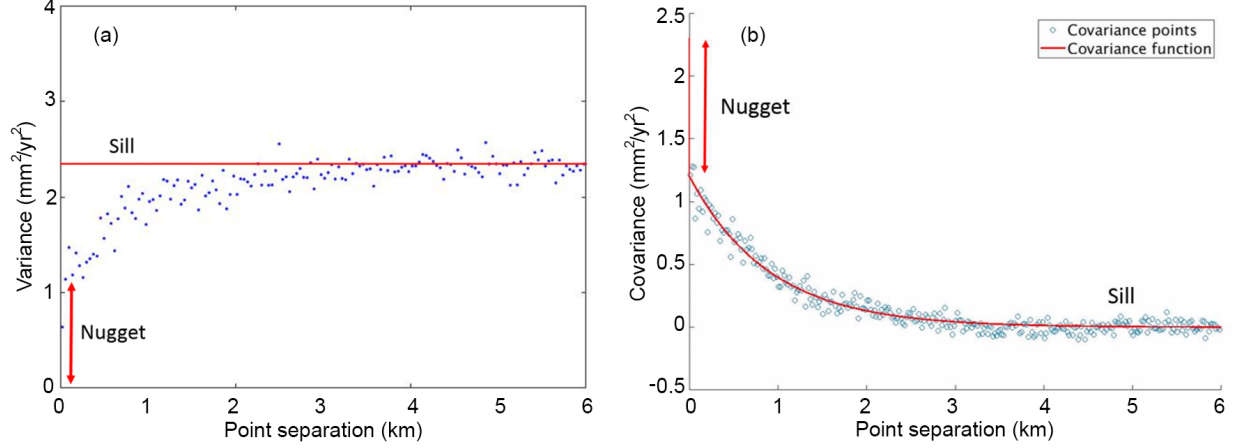 (a)
Variance (mm²/yr²)
4
3
2
1
0
Sill
Nugget
0 1 2 3 4 5 6
Point separation (km)
(b)
Covariance (mm²/yr²)
2.5
2
1.5
1
0.5
0
-0.5
Covariance points
Covariance function
Nugget
Sill
0 1 2 3 4 5 6
Point separation (km)